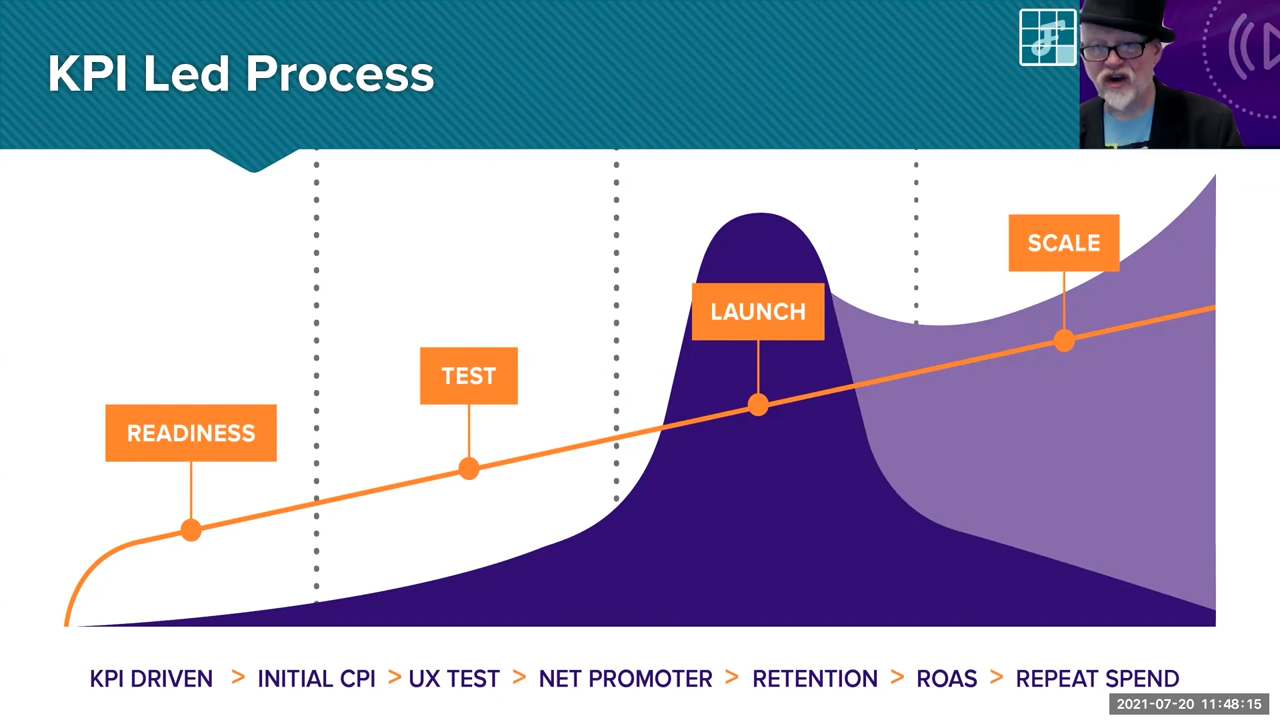 KPI Led Process
SCALE
LAUNCH
TEST
READINESS
KPI DRIVEN > INITIAL CPI > UX TEST > NET PROMOTER > RETENTION > ROAS > REPEAT SPEND
2021-07-20 11:48:15